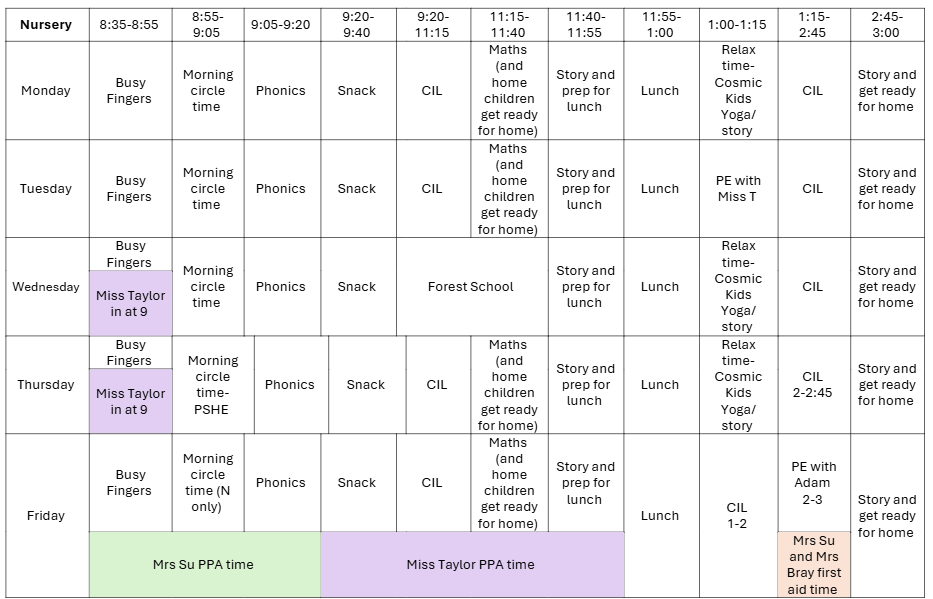 Nursery
8:35-8:55
8:55-
9:05
9:05-9:20
9:20-
9:40
9:20-
11:15
11:15-
11:40
11:40-
11:55
11:55-
1:00
1:00-1:15
1:15-
2:45
2:45-
3:00
Monday
Busy
Fingers
Morning
circle
time
Phonics
Snack
CIL
Maths
(and
home
children
get ready
for home)
Story and
prep for
lunch
Lunch
Relax
time-
Cosmic
Kids
Yoga/
story
CIL
Story and
get ready
for home
Tuesday
Busy
Fingers
Morning
circle
time
Phonics
Snack
CIL
Maths
(and
home
children
get ready
for home)
Story and
prep for
lunch
Lunch
PE with
Miss T
CIL
Story and
get ready
for home
Wednesday
Busy
Fingers
Miss Taylor
in at 9
Morning
circle
time
Phonics
Snack
Forest School
Story and
prep for
lunch
Lunch
Relax
time-
Cosmic
Kids
Yoga/
story
CIL
Story and
get ready
for home
Thursday
Busy
Fingers
Miss Taylor
in at 9
Morning
circle
time-
PSHE
Phonics
Snack
CIL
Maths
(and
home
children
get ready
for home)
Story and
prep for
lunch
Lunch
Relax
time-
Cosmic
Kids
Yoga/
story
CIL
2-2:45
Story and
get ready
for home
Friday
Busy
Fingers
Morning
circle
time (N
only)
Phonics
Snack
CIL
Maths
(and
home
children
get ready
for home)
Story and
prep for
lunch
Lunch
CIL
1-2
PE with
Adam
2-3
Story and
get ready
for home
Mrs Su PPA time
Miss Taylor PPA time
Mrs Su
and Mrs
Bray first
aid time